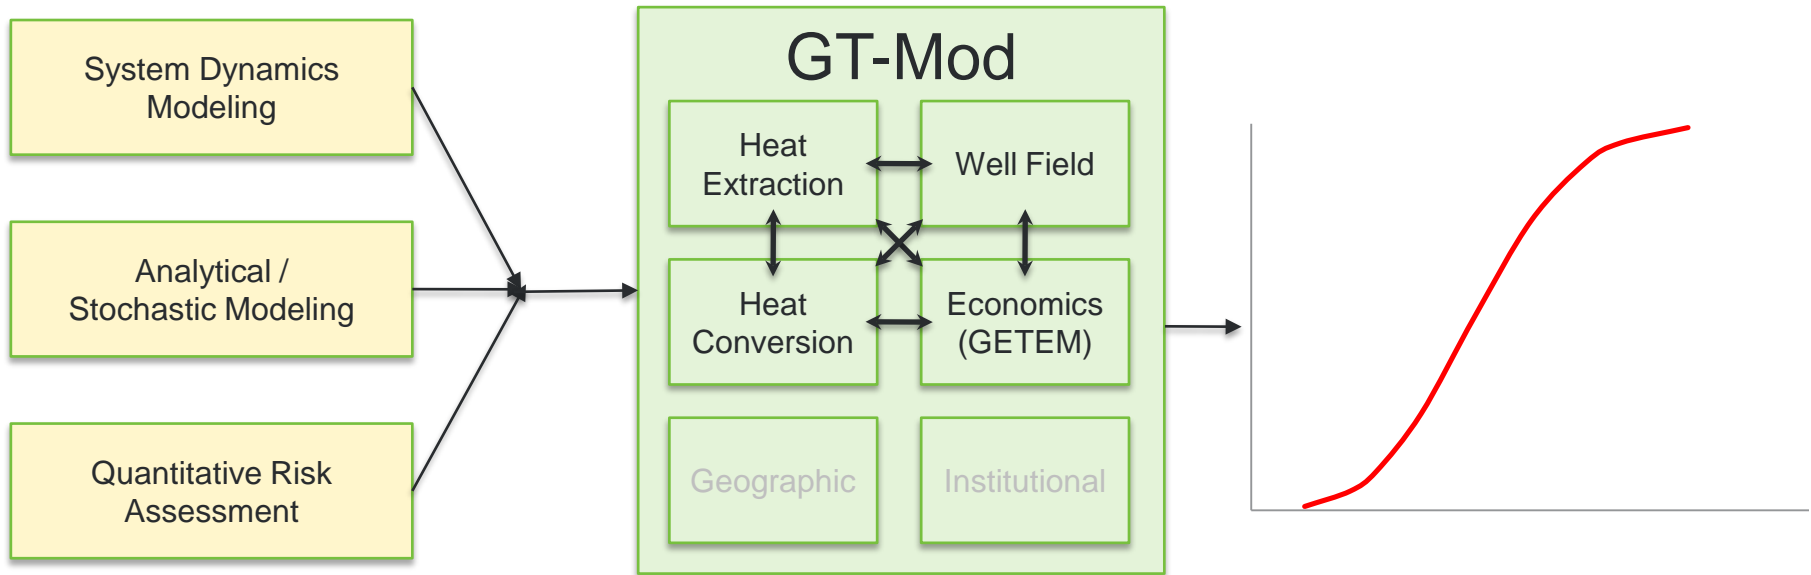 System Dynamics
Modeling
Analytical /
Stochastic Modeling
Quantitative Risk
Assessment
GT-Mod
Heat
Extraction
Well Field
Heat
Conversion
Economics
(GETEM)
Geographic
Institutional